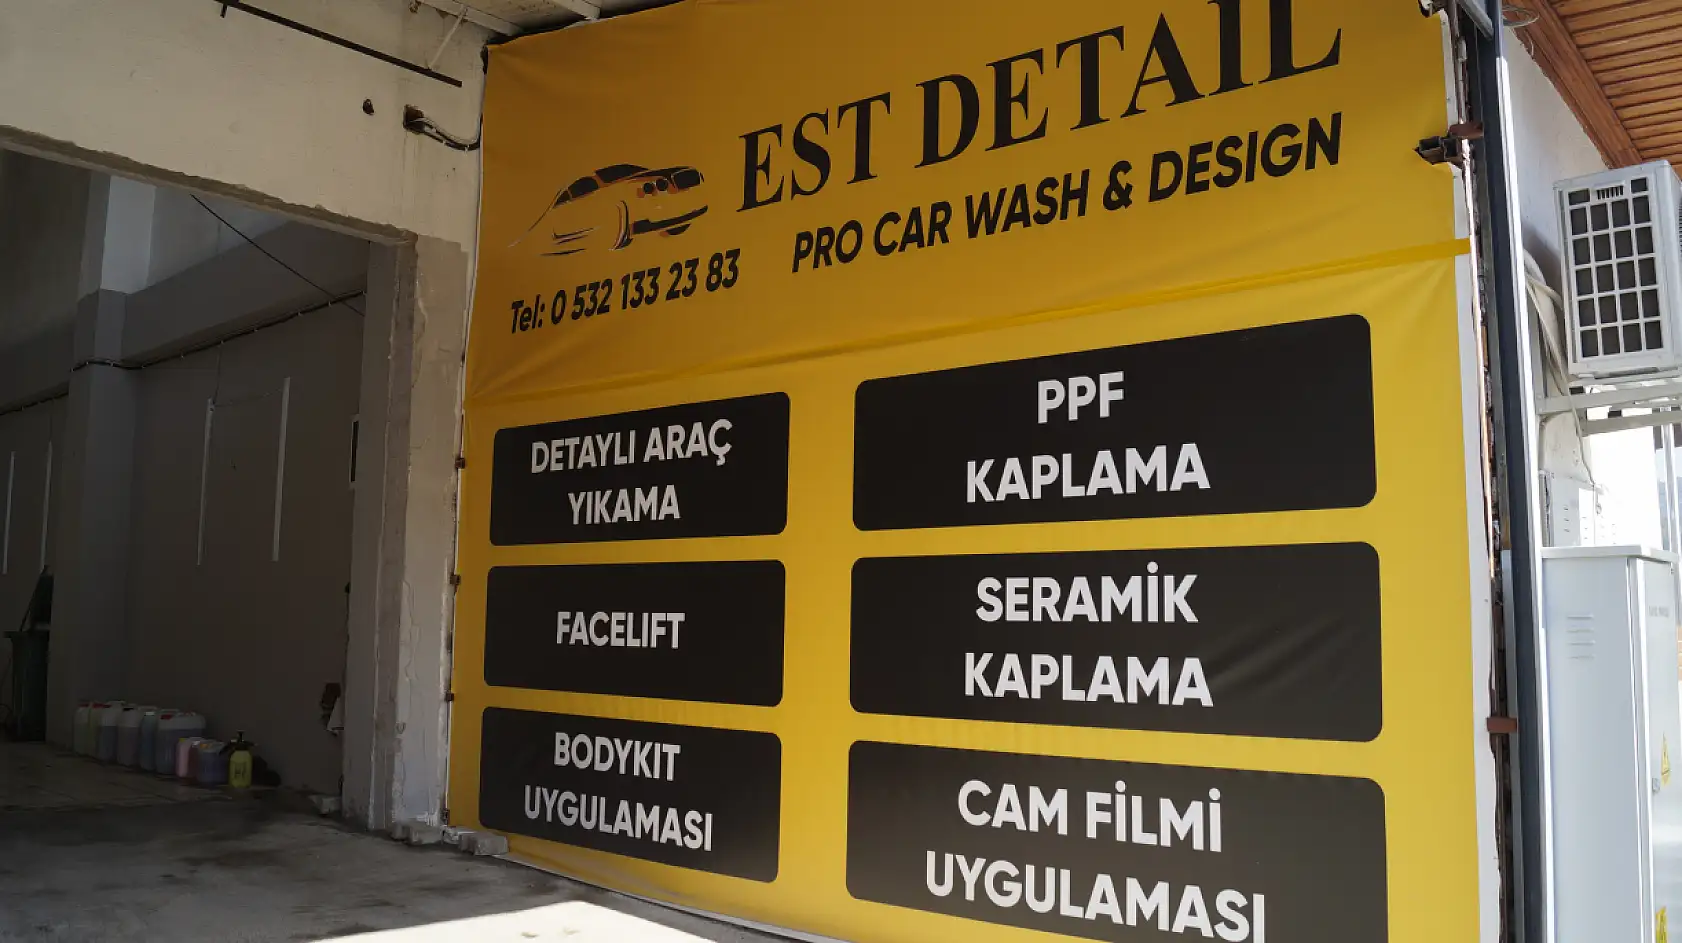 EST DETAIL
PRO CAR WASH & DESIGN
Tel: 0 532 133 23 83
DETAYLI ARAÇ
YIKAMA
PPF
KAPLAMA
FACELIFT
SERAMİK
KAPLAMA
BODYKIT
UYGULAMASI
CAM FİLMİ
UYGULAMASI